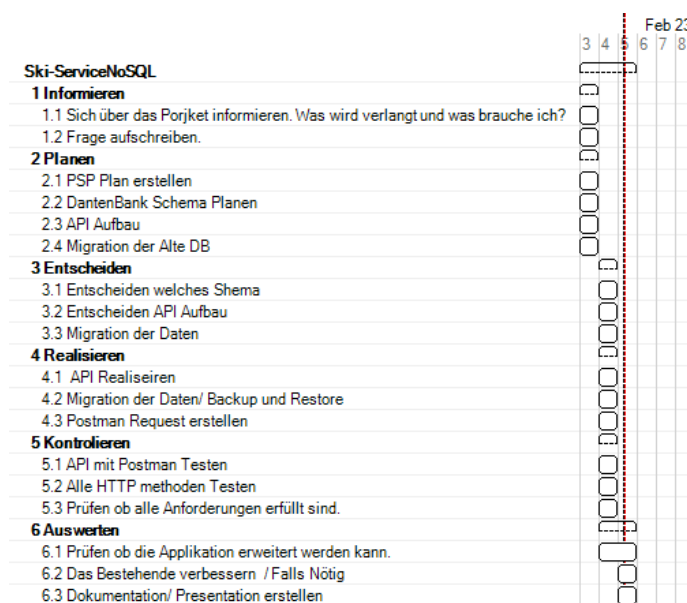 Feb 23
3 4 5 6 7 8
Ski-ServiceNoSQL
1 Informieren
1.1 Sich über das Porjket informieren. Was wird verlangt und was brauche ich?
1.2 Frage aufschreiben.
2 Planen
2.1 PSP Plan erstellen
2.2 DantenBank Schema Planen
2.3 API Aufbau
2.4 Migration der Alte DB
3 Entscheiden
3.1 Entscheiden welches Shema
3.2 Entscheiden API Aufbau
3.3 Migration der Daten
4 Realisieren
4.1 API Realiseiren
4.2 Migration der Daten/ Backup und Restore
4.3 Postman Request erstellen
5 Kontrolieren
5.1 API mit Postman Testen
5.2 Alle HTTP methoden Testen
5.3 Prüfen ob alle Anforderungen erfüllt sind.
6 Auswerten
6.1 Prüfen ob die Applikation erweitert werden kann.
6.2 Das Bestehende verbessern / Falls Nötig
6.3 Dokumentation/ Presentation erstellen